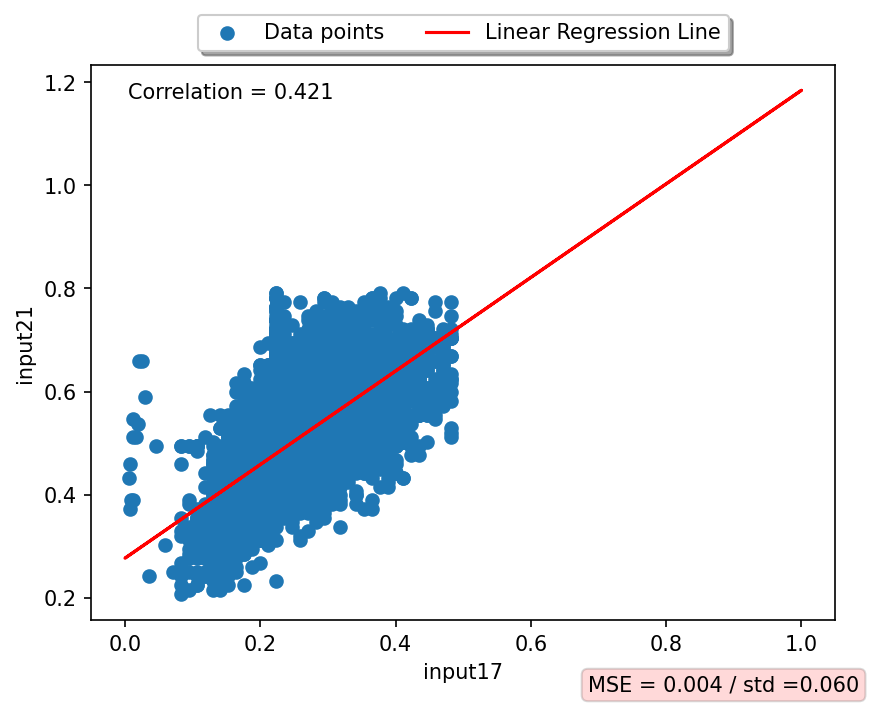 Data points
Linear Regression Line
Correlation = 0.421
1.2
1.0
0.8
0.6
0.4
0.2
input21
0.0
0.2
0.4
0.6
0.8
1.0
input17
MSE = 0.004 / std =0.060